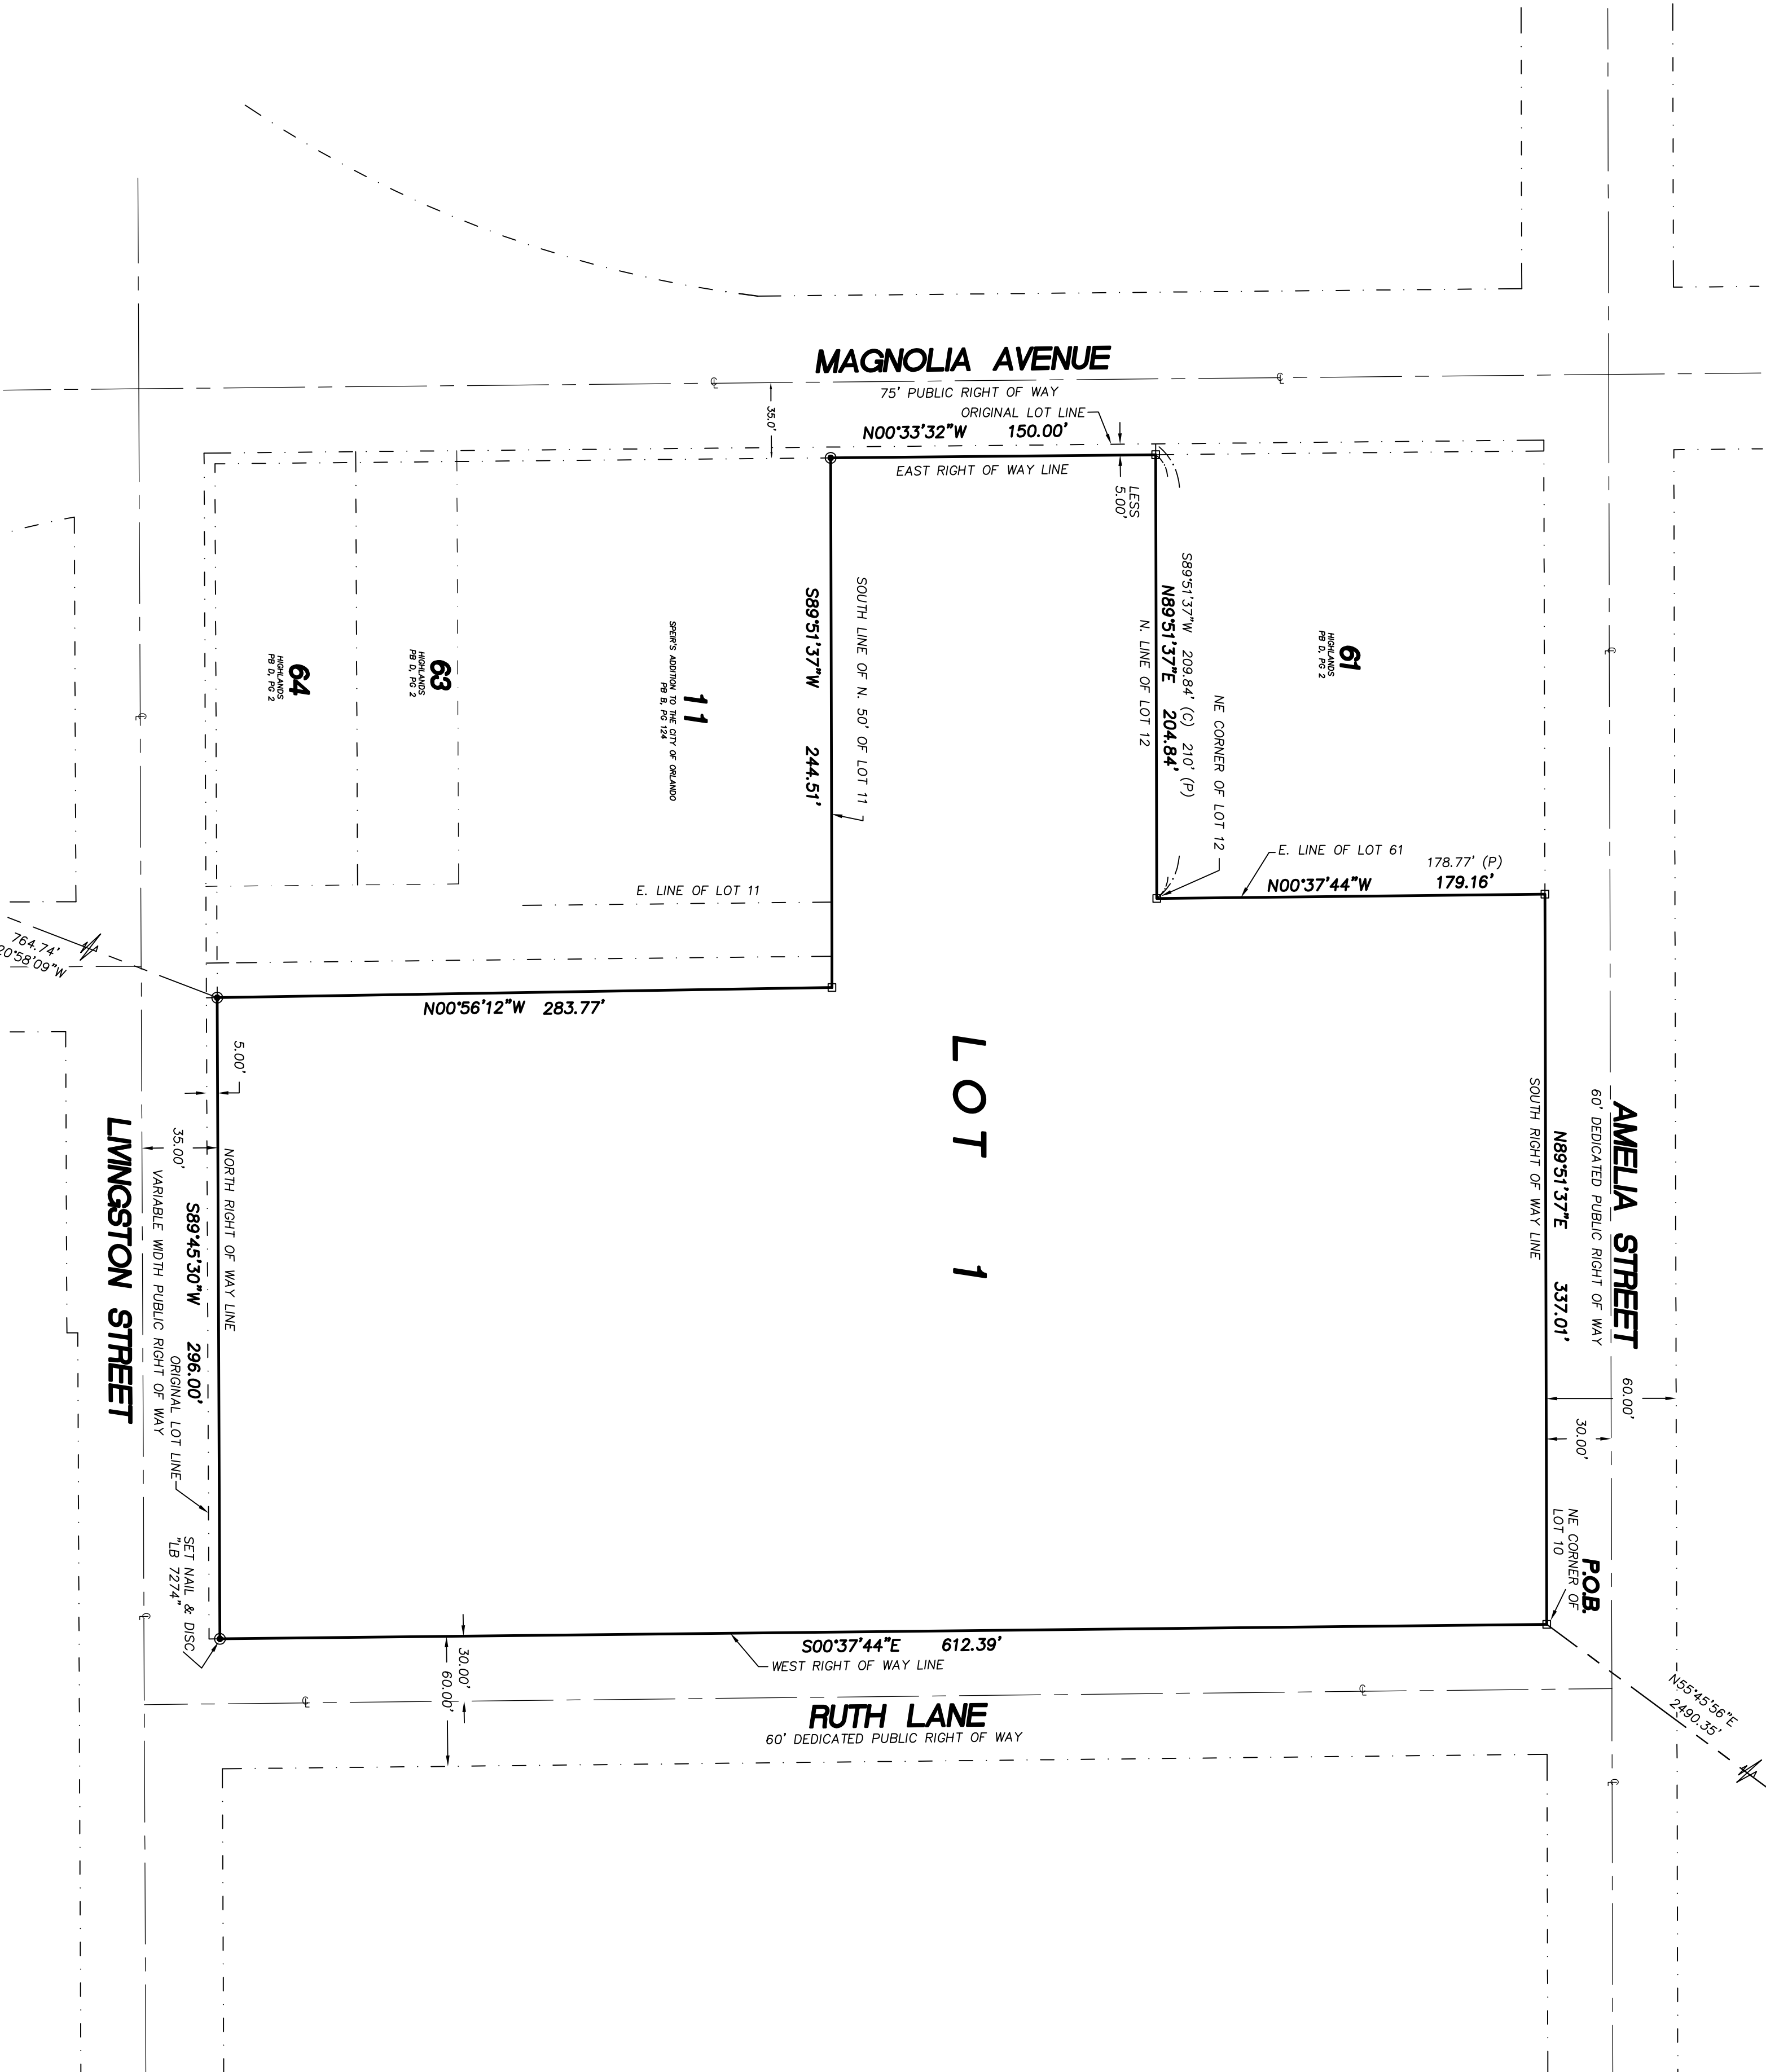 MAGNOLIA AVENUE
75' PUBLIC RIGHT OF WAY
ORIGINAL LOT LINE
N00°33'32"W 150.00'
EAST RIGHT OF WAY LINE
35.0'
LESS
5.00'
S89°51'37"W 209.84' (C) 210' (P)
N89°51'37"E 204.84'
N. LINE OF LOT 12
NE CORNER OF LOT 12
61
HIGHLANDS
PB D, PG 2
E. LINE OF LOT 61
178.77' (P)
N00°37'44"W 179.16'
SOUTH LINE OF N. 50' OF LOT 11
S89°51'37"W 244.51'
11
SPEIR'S ADDITION TO THE CITY OF ORLANDO
PB B, PG 124
63
HIGHLANDS
PB D, PG 2
64
HIGHLANDS
PB D, PG 2
E. LINE OF LOT 11
764.74'
20°58'09"W
N00°56'12"W 283.77'
LOT 1
AMELIA STREET
60' DEDICATED PUBLIC RIGHT OF WAY
N89°51'37"E 337.01'
SOUTH RIGHT OF WAY LINE
60.00'
30.00'
P.O.B.
NE CORNER OF
LOT 10
N55°45'56"E
2490.35'
5.00'
35.00'
NORTH RIGHT OF WAY LINE
S89°45'30"W 296.00'
ORIGINAL LOT LINE
VARIABLE WIDTH PUBLIC RIGHT OF WAY
LIVINGSTON STREET
SET NAIL & DISC
"LB 7274"
30.00'
60.00'
S00°37'44"E 612.39'
WEST RIGHT OF WAY LINE
RUTH LANE
60' DEDICATED PUBLIC RIGHT OF WAY